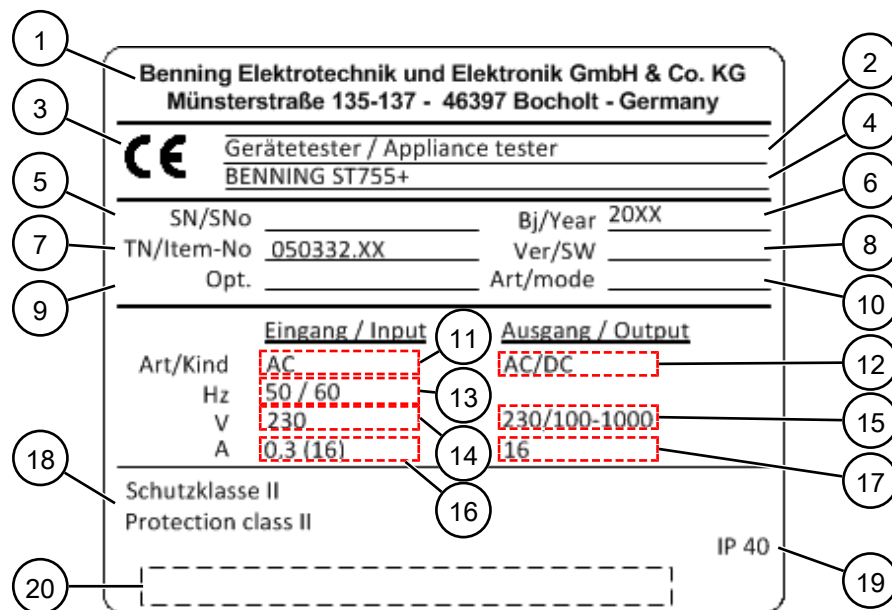 1
Benning Elektrotechnik und Elektronik GmbH & Co. KG
Münsterstraße 135-137 - 46397 Bocholt - Germany
2
3
CE
Gerätetester / Appliance tester
4
BENNING ST755+
5
SN/SNo
Bj/Year 20XX
6
7
TN/Item-No 050332.XX
Ver/SW
8
9
Opt.
Art/mode
10
Eingang / Input
11
Ausgang / Output
Art/Kind
AC
AC/DC
12
Hz
50 / 60
13
V
230
14
230/100-1000
15
A
0,3 (16)
16
16
17
18
Schutzklasse II
Protection class II
IP 40
19
20